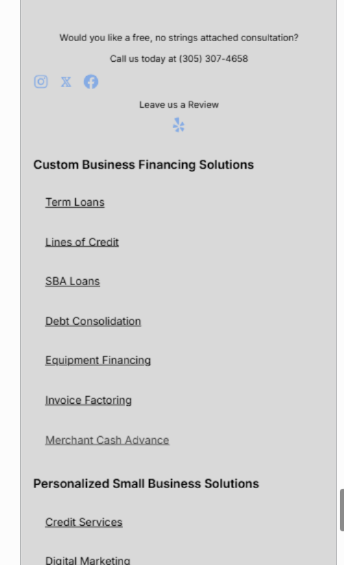 Would you like a free, no strings attached consultation?
Call us today at (305) 307-4658
Leave us a Review
Custom Business Financing Solutions
Term Loans
Lines of Credit
SBA Loans
Debt Consolidation
Equipment Financing
Invoice Factoring
Merchant Cash Advance
Personalized Small Business Solutions
Credit Services
Digital Marketing